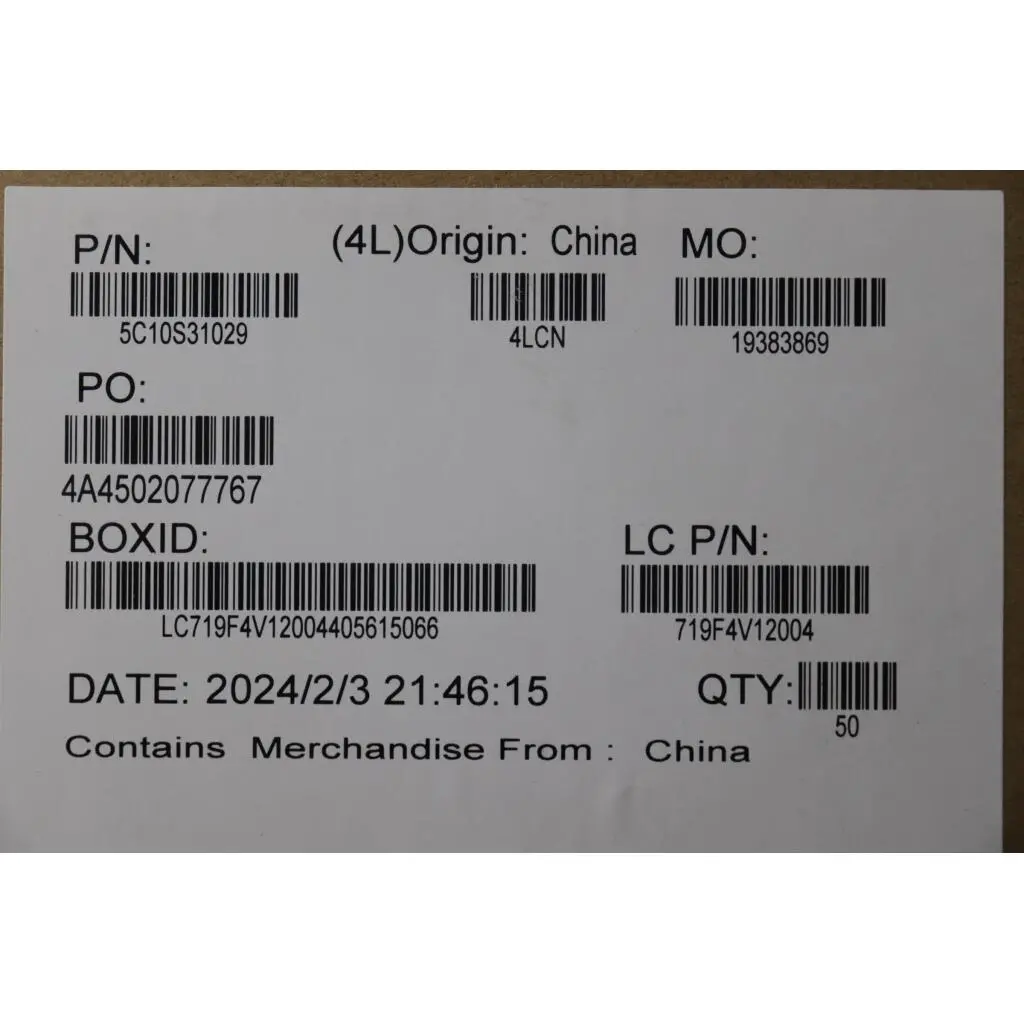 P/N: (4L)Origin: China MO:
5C10S31029 4LCN 19383869
PO:
4A4502077767
BOXID: LC P/N:
LC719F4V12004405615066 719F4V12004
DATE: 2024/2/3 21:46:15 QTY:
50
Contains Merchandise From : China